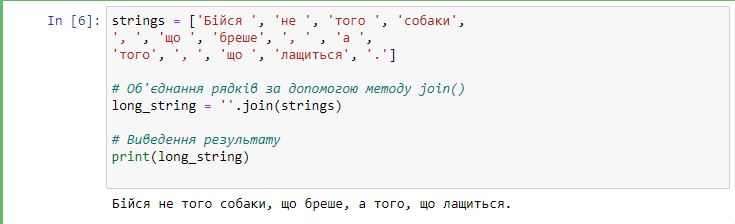 In [6]: strings = ['Бійся ', 'не ', 'того ', 'собаки',
', ', 'що ', 'бреше', ', ' , 'а ',
'того', ', ', 'що ', 'лащиться', '.']
# Об'єднання рядків за допомогою методу join()
long_string = ''.join(strings)
# Виведення результату
print(long_string)
Бійся не того собаки, що бреше, а того, що лащиться.